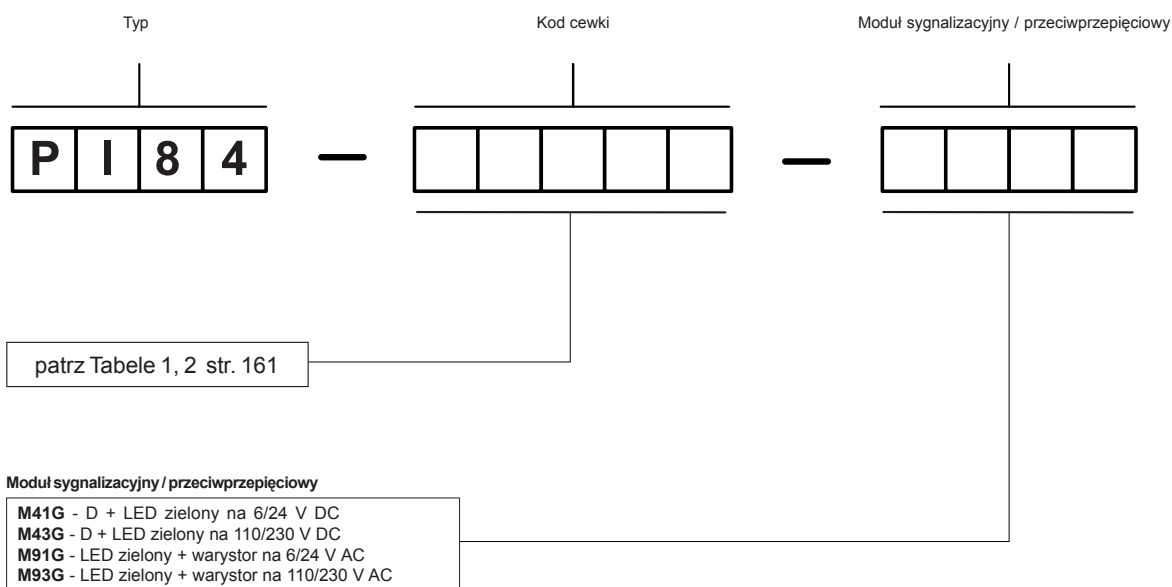 Typ
Kod cewki
Moduł sygnalizacyjny / przeciwprzepięciowy
PI84 — —
patrz Tabele 1, 2 str. 161
Moduł sygnalizacyjny / przeciwprzepięciowy
M41G - D + LED zielony na 6/24 V DC
M43G - D + LED zielony na 110/230 V DC
M91G - LED zielony + warystor na 6/24 V AC
M93G - LED zielony + warystor na 110/230 V AC